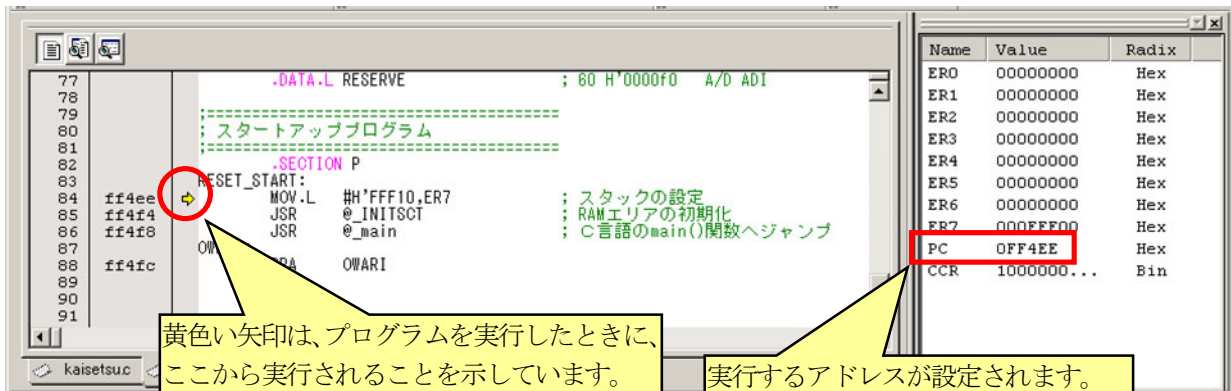 77 .DATA.L RESERVE ; 60 H'0000f0 A/D ADI
78
79 ;==========================================
80 ; スタートアッププログラム
81 ;==========================================
82 .SECTION P
83 RESET_START:
84 ff4ee MOV.L #H'FFF10,ER7 ; スタックの設定
85 ff4f4 JSR @_INITSCT ; RAMエリアの初期化
86 ff4f8 JSR @_main ; C言語のmain()関数へジャンプ
87
88 ff4fc OWARI
89
90
91
kaisetsu.c
黄色い矢印は、プログラムを実行したときに、
ここから実行されることを示しています。
Name Value Radix
ER0 00000000 Hex
ER1 00000000 Hex
ER2 00000000 Hex
ER3 00000000 Hex
ER4 00000000 Hex
ER5 00000000 Hex
ER6 00000000 Hex
ER7 000FFF00 Hex
PC 0FF4EE Hex
CCR 1000000... Bin
実行するアドレスが設定されます。